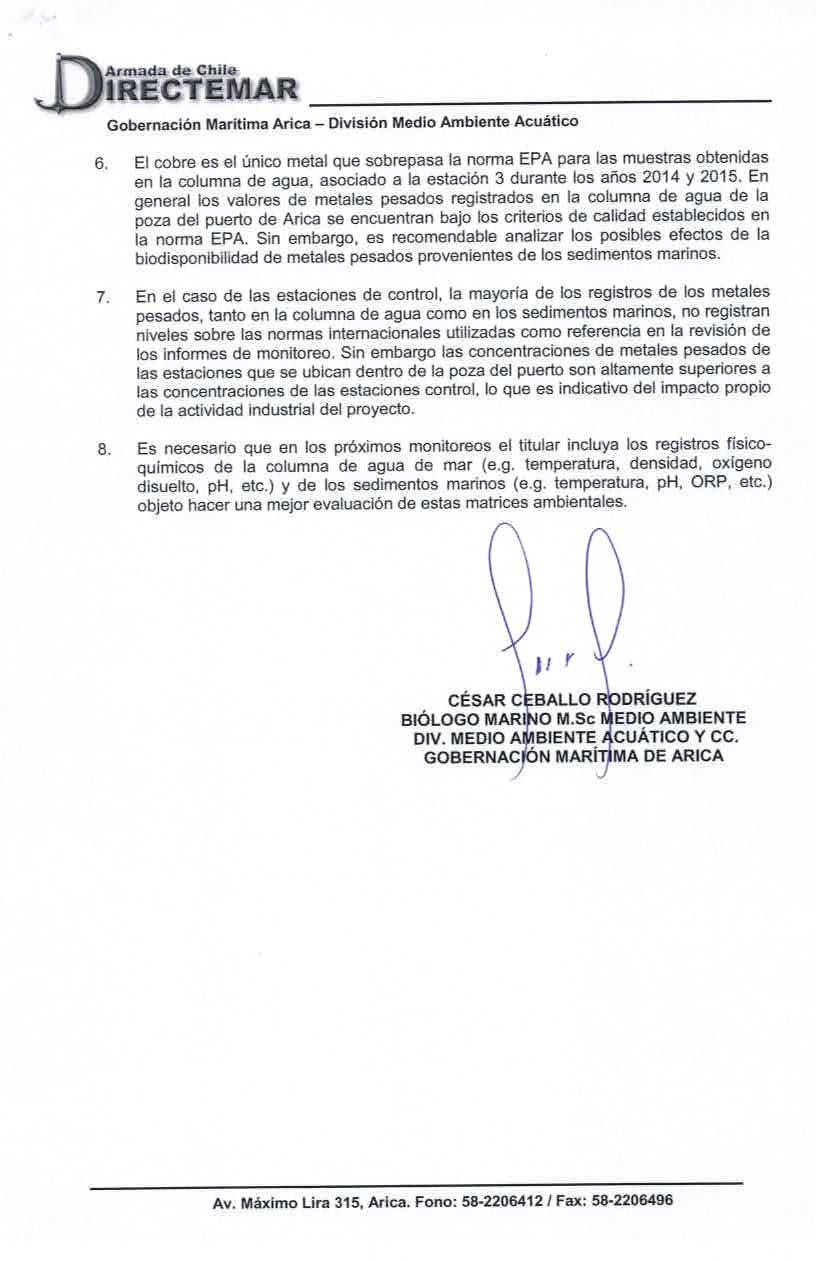 Armada de Chile
DIRECTEMAR
Gobernación Marítima Arica – División Medio Ambiente Acuático
6. El cobre es el único metal que sobrepasa la norma EPA para las muestras obtenidas
en la columna de agua, asociado a la estación 3 durante los años 2014 y 2015. En
general los valores de metales pesados registrados en la columna de agua de la
poza del puerto de Arica se encuentran bajo los criterios de calidad establecidos en
la norma EPA. Sin embargo, es recomendable analizar los posibles efectos de la
biodisponibilidad de metales pesados provenientes de los sedimentos marinos.
7. En el caso de las estaciones de control, la mayoría de los registros de los metales
pesados, tanto en la columna de agua como en los sedimentos marinos, no registran
niveles sobre las normas internacionales utilizadas como referencia en la revisión de
los informes de monitoreo. Sin embargo las concentraciones de metales pesados de
las estaciones que se ubican dentro de la poza del puerto son altamente superiores a
las concentraciones de las estaciones control, lo que es indicativo del impacto propio
de la actividad industrial del proyecto.
8. Es necesario que en los próximos monitoreos el titular incluya los registros físico-
químicos de la columna de agua de mar (e.g. temperatura, densidad, oxígeno
disuelto, pH, etc.) y de los sedimentos marinos (e.g. temperatura, pH, ORP, etc.)
objeto hacer una mejor evaluación de estas matrices ambientales.
CÉSAR CEBALLO RODRÍGUEZ
BIÓLOGO MARINO M.Sc MEDIO AMBIENTE
DIV. MEDIO AMBIENTE ACUÁTICO Y CC.
GOBERNACIÓN MARÍTIMA DE ARICA
Av. Máximo Lira 315, Arica. Fono: 58-2206412 / Fax: 58-2206496